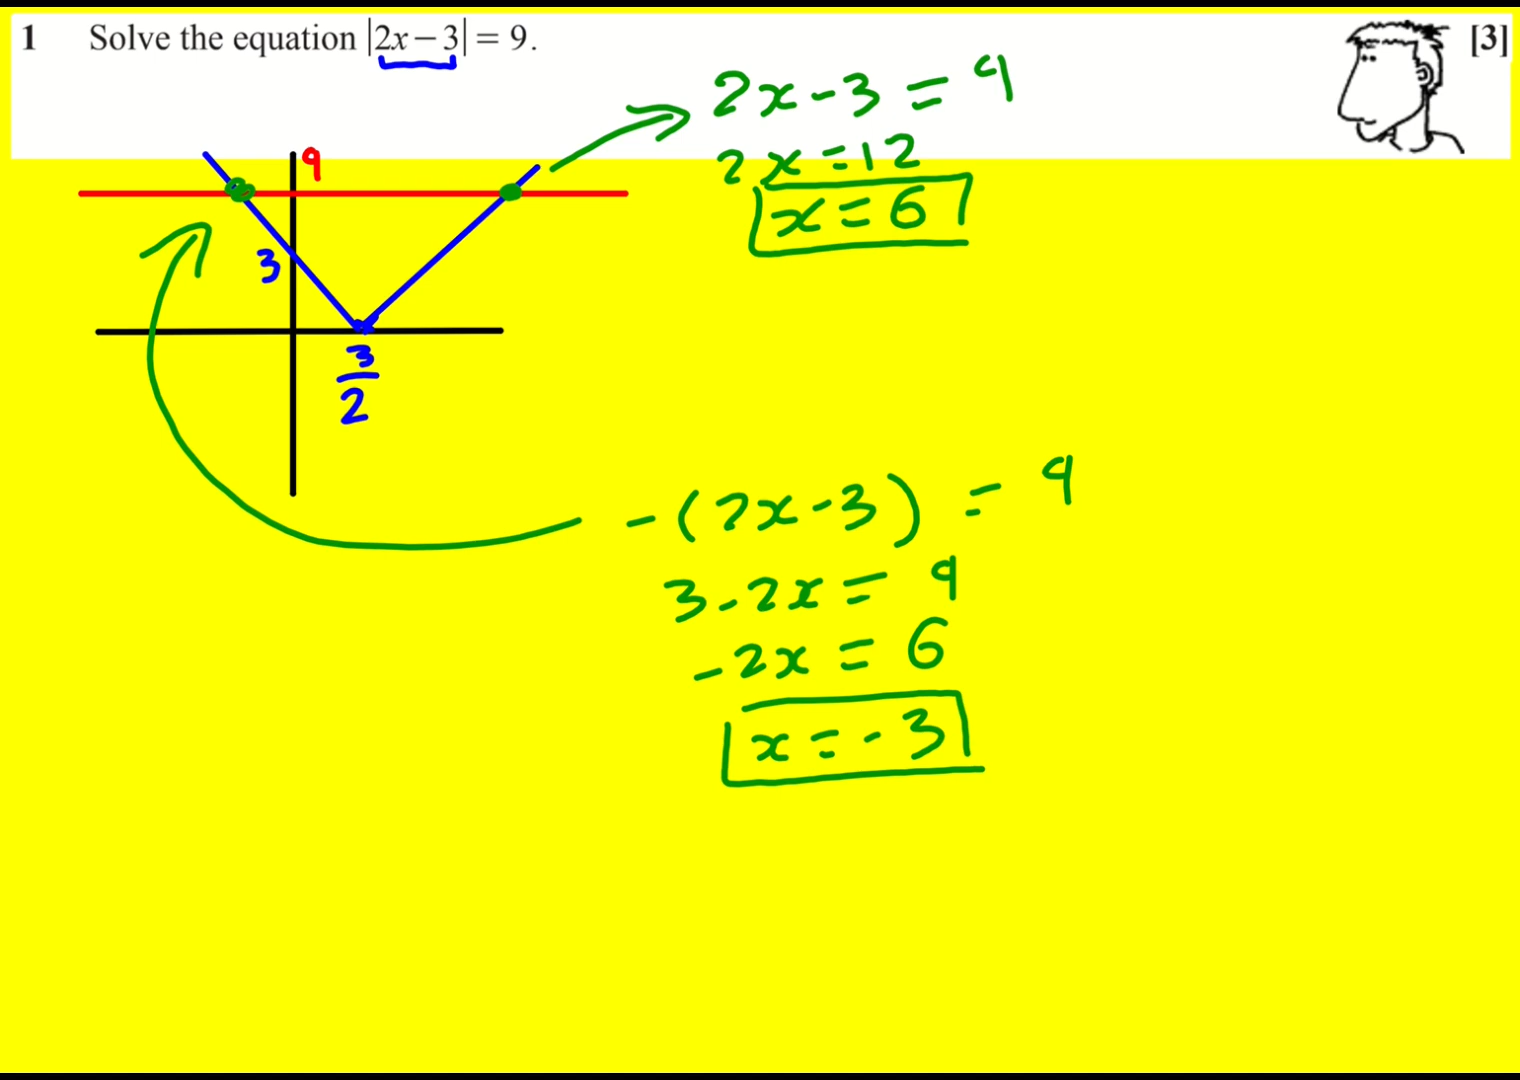 1 Solve the equation |2x − 3| = 9. [3]
9
3
3/2
2x - 3 = 9
2x = 12
x = 6
-(2x - 3) = 9
3 - 2x = 9
-2x = 6
x = -3